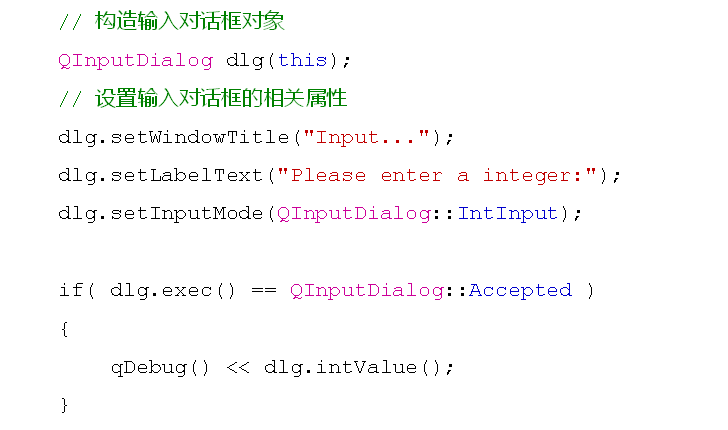 // 构造输入对话框对象
QInputDialog dlg(this);
// 设置输入对话框的相关属性
dlg.setWindowTitle("Input...");
dlg.setLabelText("Please enter a integer:");
dlg.setInputMode(QInputDialog::IntInput);
if( dlg.exec() == QInputDialog::Accepted )
{
qDebug() << dlg.intValue();
}